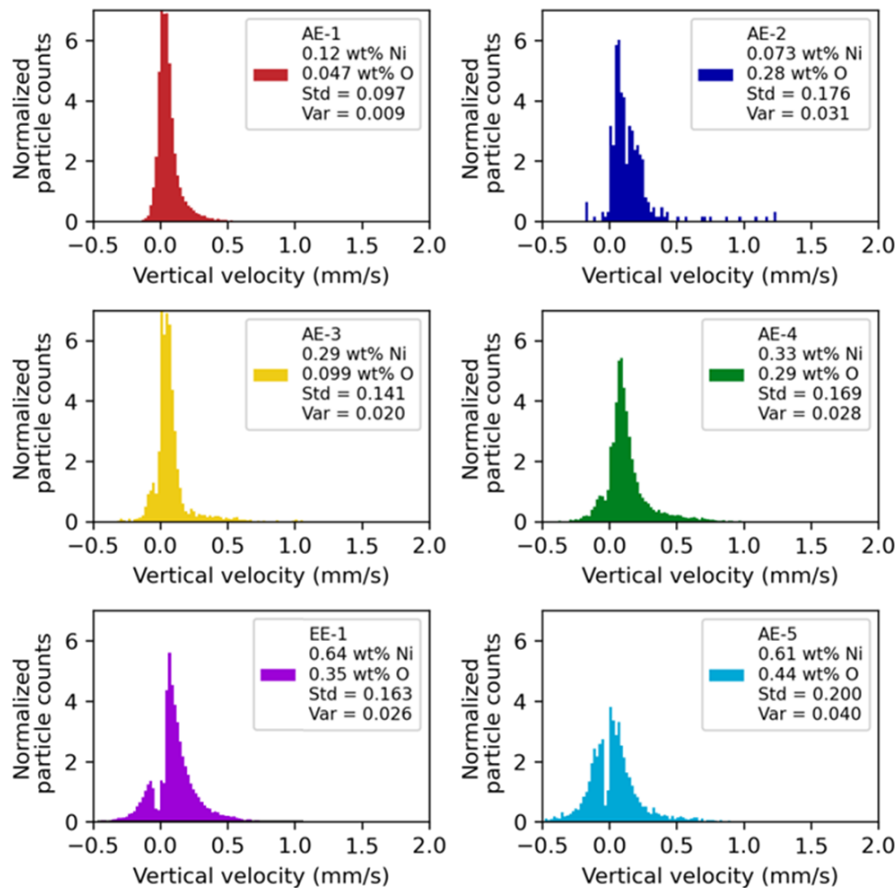 Normalized
particle counts
6
4
2
0
AE-1
0.12 wt% Ni
0.047 wt% O
Std = 0.097
Var = 0.009
−0.5 0.0 0.5 1.0 1.5 2.0
Vertical velocity (mm/s)
Normalized
particle counts
6
4
2
0
AE-2
0.073 wt% Ni
0.28 wt% O
Std = 0.176
Var = 0.031
−0.5 0.0 0.5 1.0 1.5 2.0
Vertical velocity (mm/s)
Normalized
particle counts
6
4
2
0
AE-3
0.29 wt% Ni
0.099 wt% O
Std = 0.141
Var = 0.020
−0.5 0.0 0.5 1.0 1.5 2.0
Vertical velocity (mm/s)
Normalized
particle counts
6
4
2
0
AE-4
0.33 wt% Ni
0.29 wt% O
Std = 0.169
Var = 0.028
−0.5 0.0 0.5 1.0 1.5 2.0
Vertical velocity (mm/s)
Normalized
particle counts
6
4
2
0
EE-1
0.64 wt% Ni
0.35 wt% O
Std = 0.163
Var = 0.026
−0.5 0.0 0.5 1.0 1.5 2.0
Vertical velocity (mm/s)
Normalized
particle counts
6
4
2
0
AE-5
0.61 wt% Ni
0.44 wt% O
Std = 0.200
Var = 0.040
−0.5 0.0 0.5 1.0 1.5 2.0
Vertical velocity (mm/s)